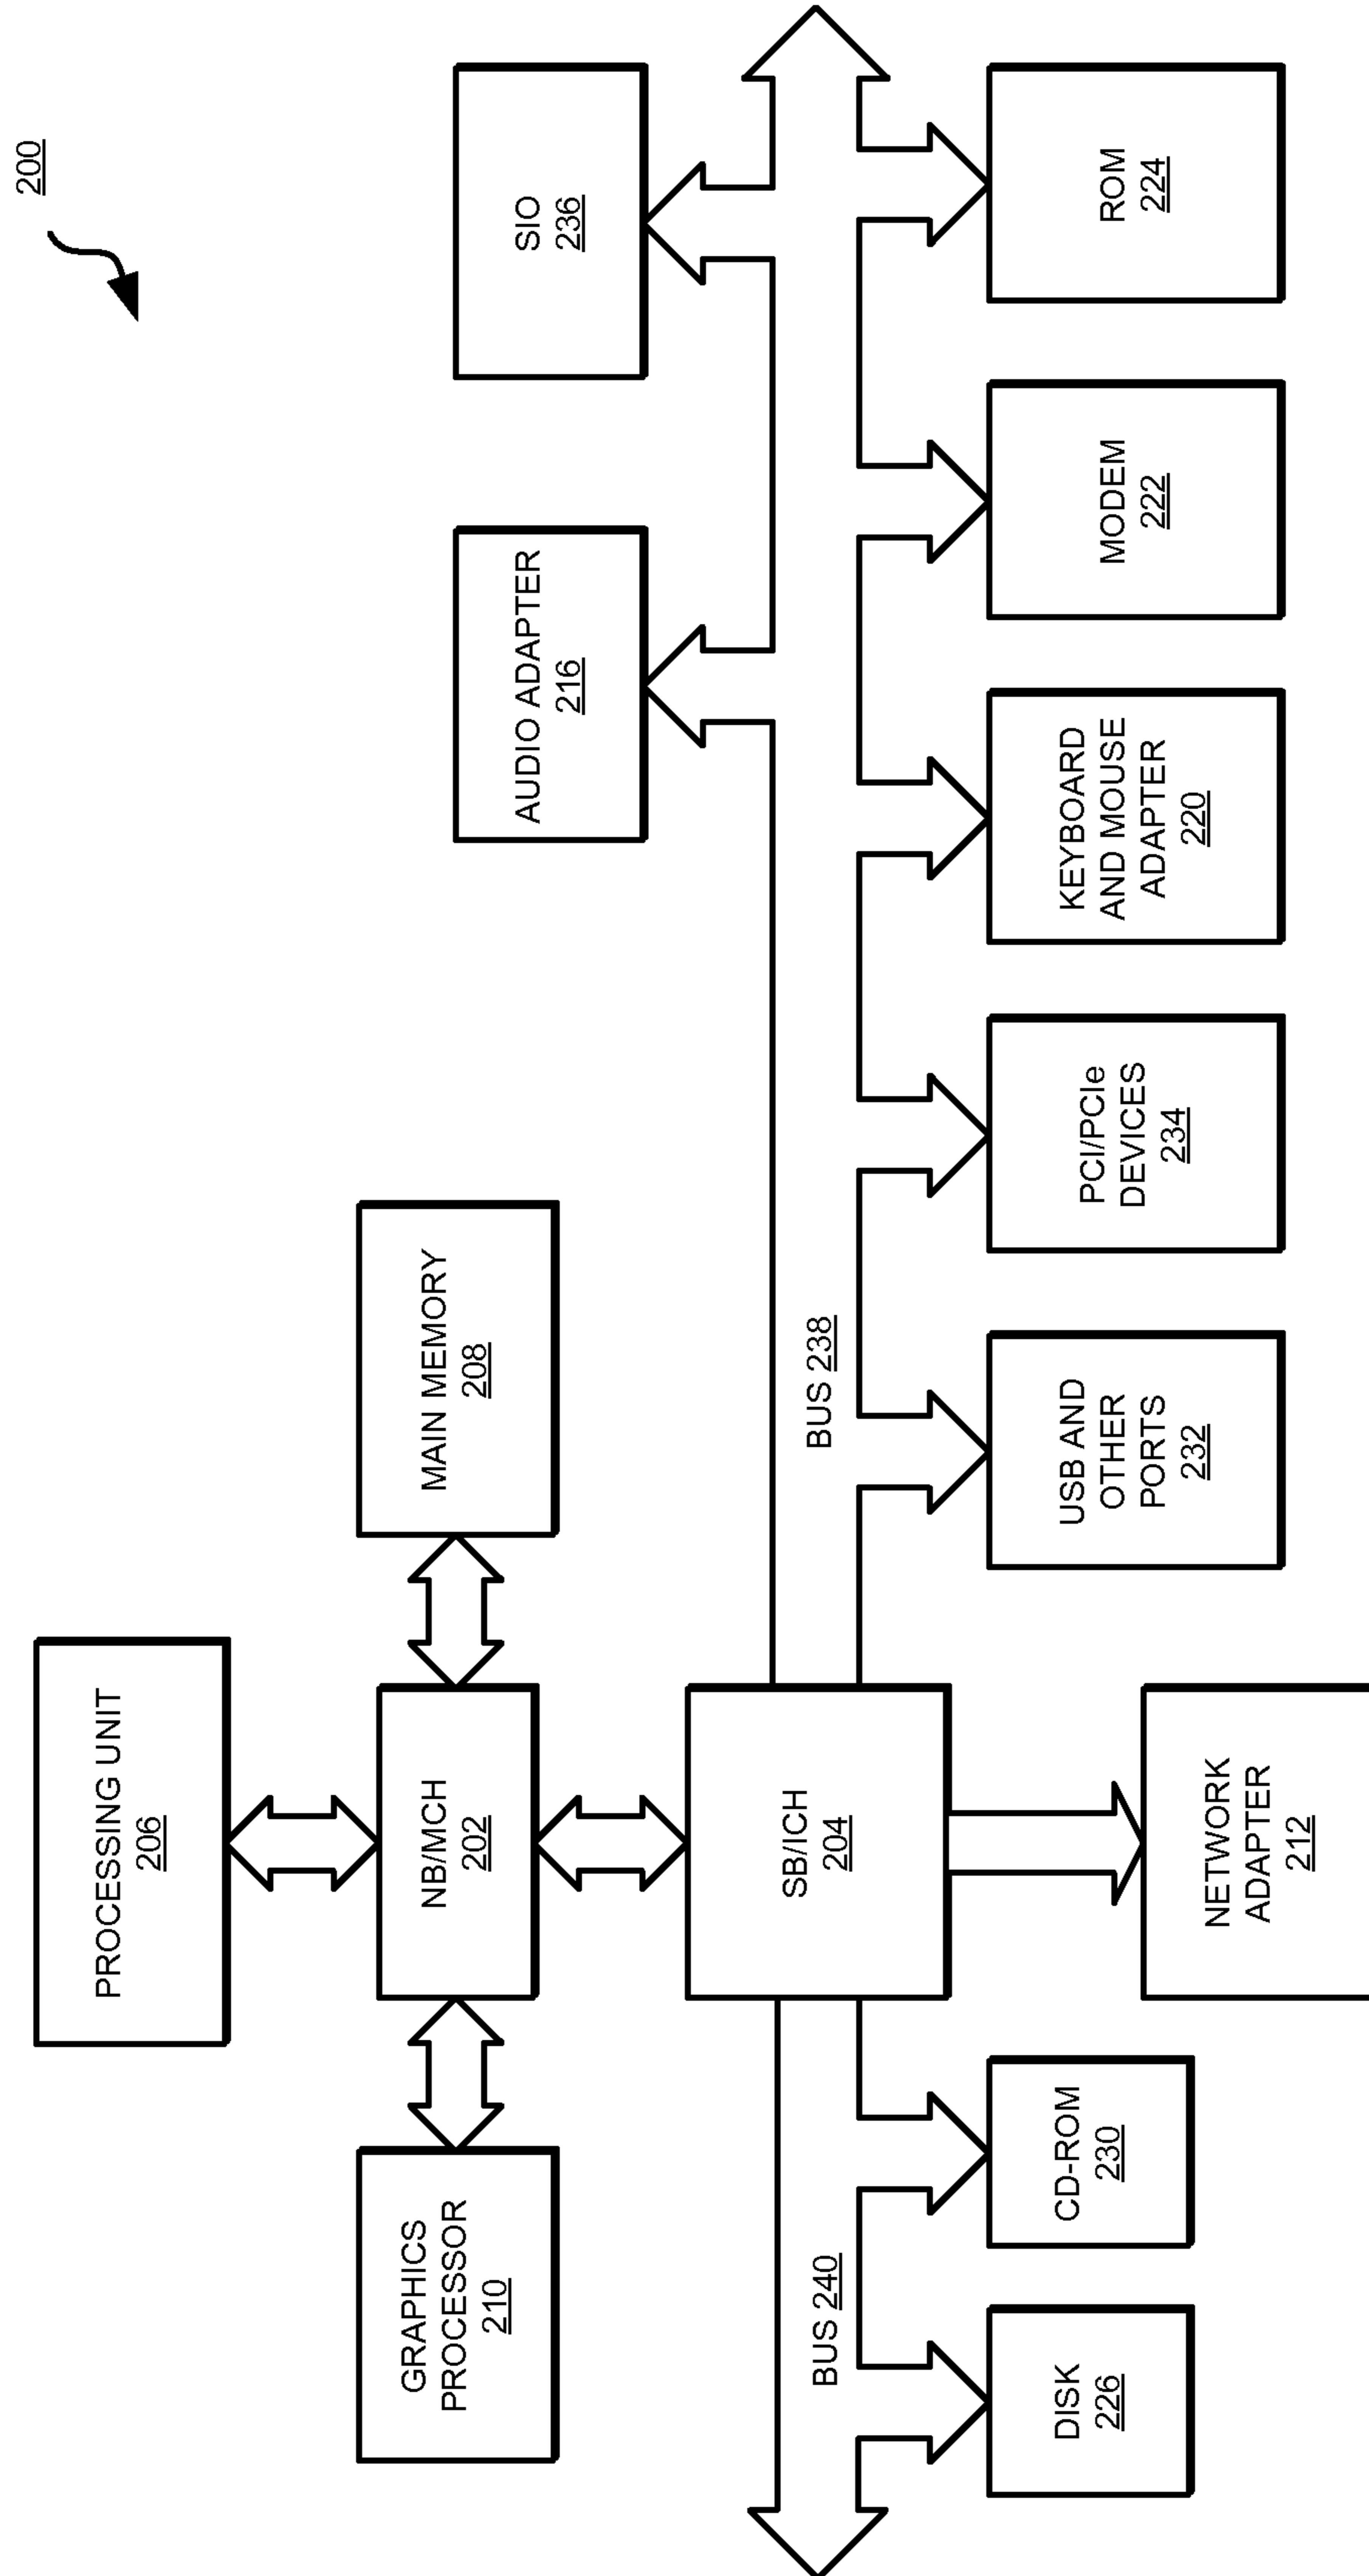 200
PROCESSING UNIT
206
GRAPHICS
PROCESSOR
210
NB/MCH
202
MAIN MEMORY
208
AUDIO ADAPTER
216
SIO
236
SB/ICH
204
BUS 240
BUS 238
DISK
226
CD-ROM
230
NETWORK
ADAPTER
212
USB AND
OTHER
PORTS
232
PCI/PCIe
DEVICES
234
KEYBOARD
AND MOUSE
ADAPTER
220
MODEM
222
ROM
224